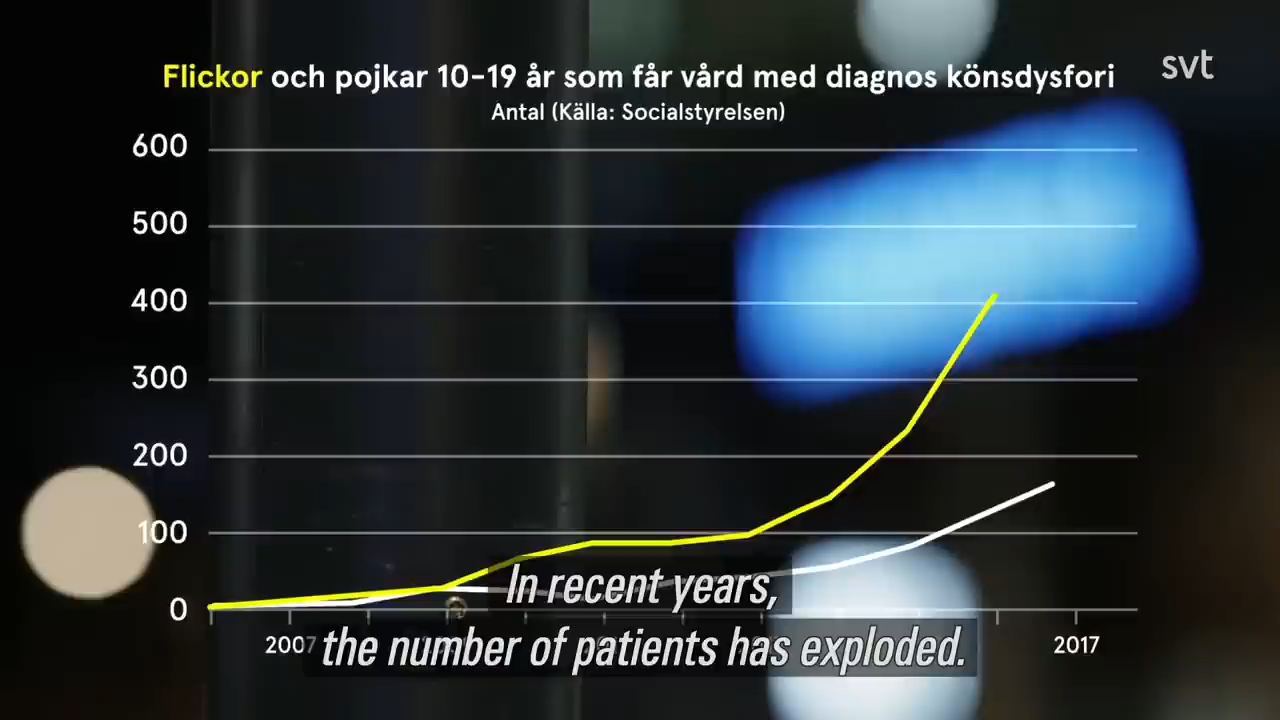 Flickor och pojkar 10-19 år som får vård med diagnos könsdysfori
svt
Antal (Källa: Socialstyrelsen)
600
500
400
300
200
100
0
In recent years,
2007
2017
the number of patients has exploded.